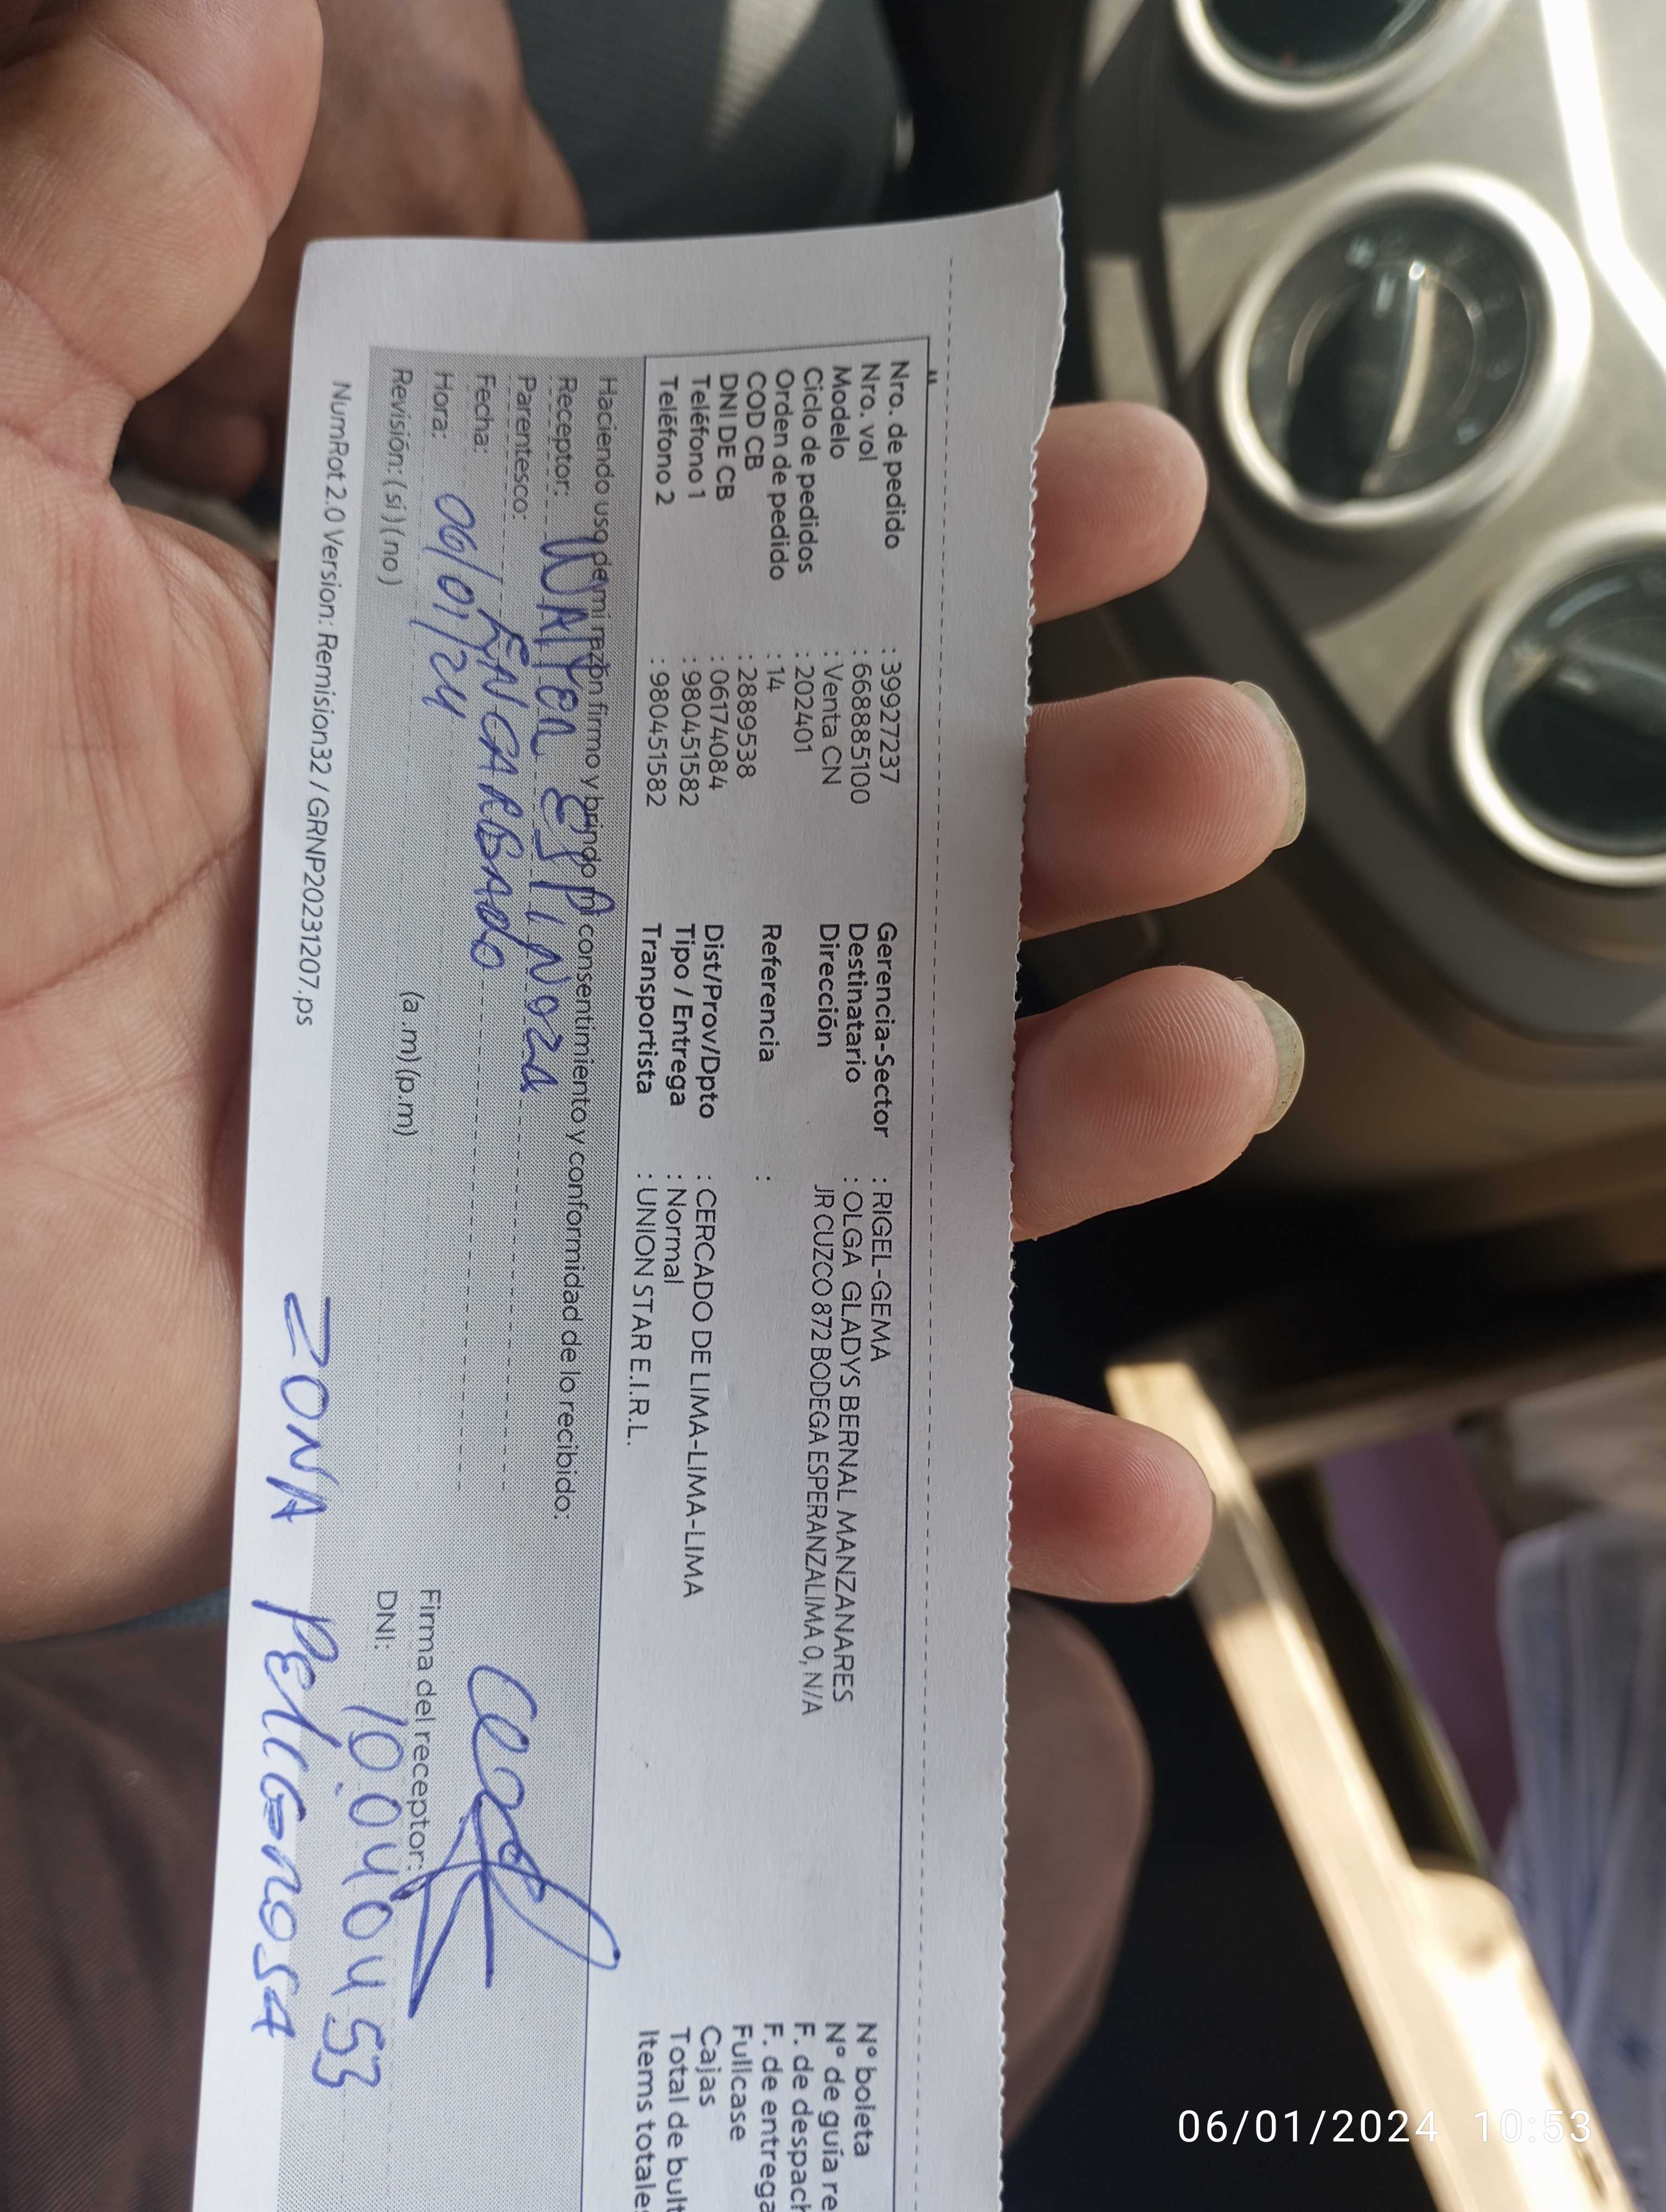 Nro. de pedido : 39927237
Nro. vol : 668885100
Modelo : Venta CN
Ciclo de pedidos : 202401
Orden de pedido : 14
COD CB : 2889538
DNI DE CB : 06174084
Teléfono 1 : 980451582
Teléfono 2 : 980451582
Gerencia-Sector : RIGEL-GEMA
Destinatario : OLGA GLADYS BERNAL MANZANARES
Dirección JR CUZCO 872 BODEGA ESPERANZALIMA 0, N/A
Referencia :
Dist/Prov/Dpto : CERCADO DE LIMA-LIMA-LIMA
Tipo / Entrega : Normal
Transportista : UNION STAR E.I.R.L.
N° boleta
N° de guía re
F. de despach
F. de entrega
Fullcase
Cajas
Total de bult
Items totales
Haciendo uso de mi razón firmo y brindo mi consentimiento y conformidad de lo recibido:
Receptor: WALTER ESPINOZA
Parentesco: ENCARGADO
Fecha: 06/01/24
Hora: (a.m) (p.m)
Revisión: ( si ) ( no )
Firma del receptor:
DNI: 10040453
NumRot 2.0 Version: Remision32 / GRNP20231207.ps
ZONA PELIGROSA
06/01/2024 10:53